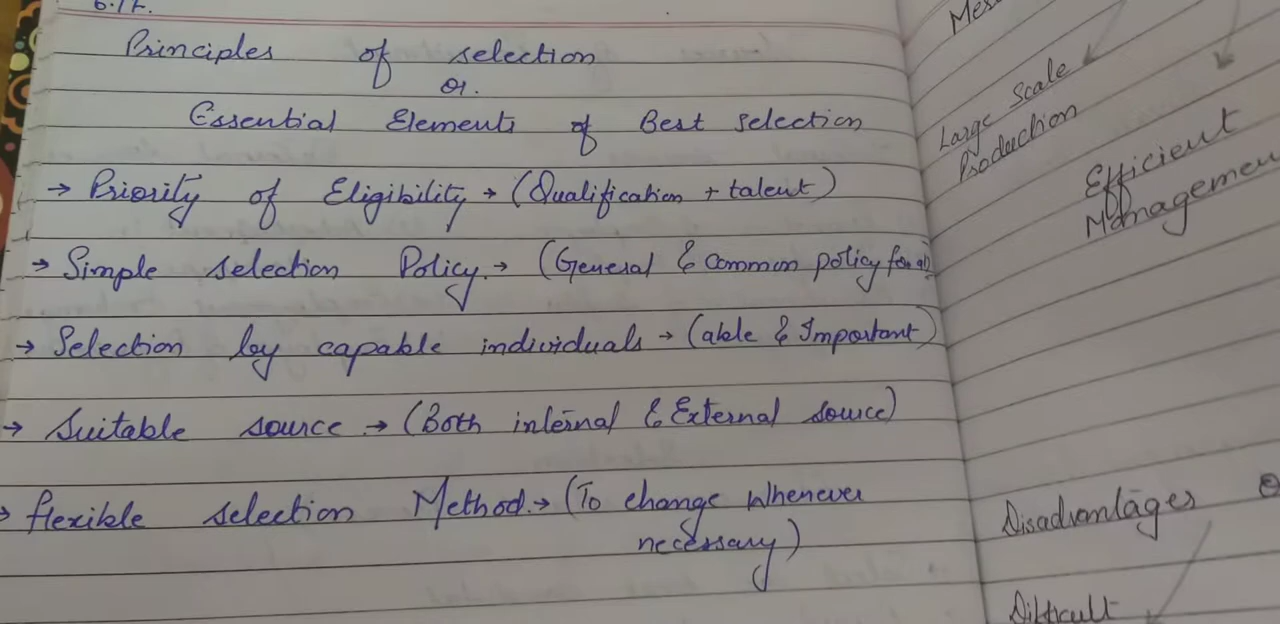 Principles of selection
or.
Essential Elements of Best selection
→ Priority of Eligibility → (Qualification + talent)
→ Simple selection Policy → (General & common policy for all)
→ Selection by capable individuals → (able & Important)
→ Suitable source → (Both internal & External source)
→ flexible selection Method → (To change whenever
necessary)
Large Scale
Production
Efficient
Management
Disadvantages
Difficult